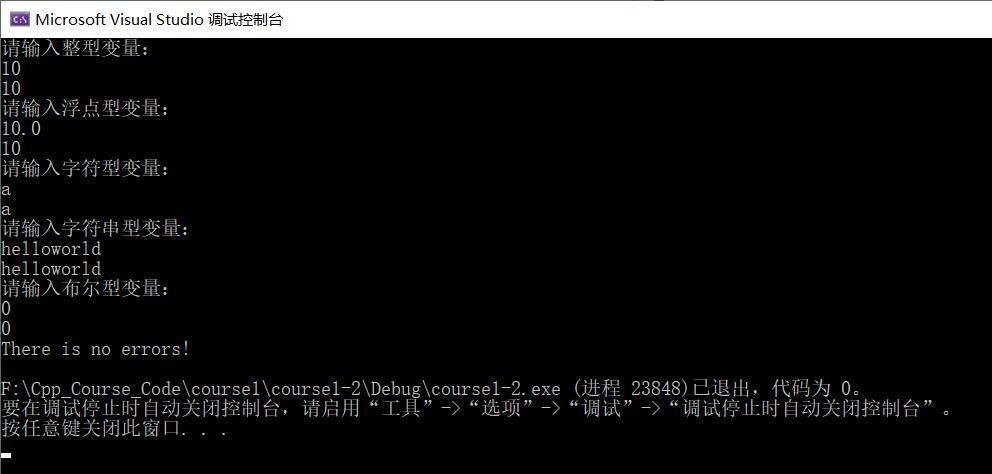 Microsoft Visual Studio 调试控制台
请输入整型变量:
10
10
请输入浮点型变量:
10.0
10
请输入字符型变量:
a
a
请输入字符串型变量:
helloworld
helloworld
请输入布尔型变量:
0
0
There is no errors!
F:\Cpp_Course_Code\course1\course1-2\Debug\course1-2.exe (进程 23848)已退出，代码为 0。
要在调试停止时自动关闭控制台，请启用“工具”->“选项”->“调试”->“调试停止时自动关闭控制台”。
按任意键关闭此窗口. . .